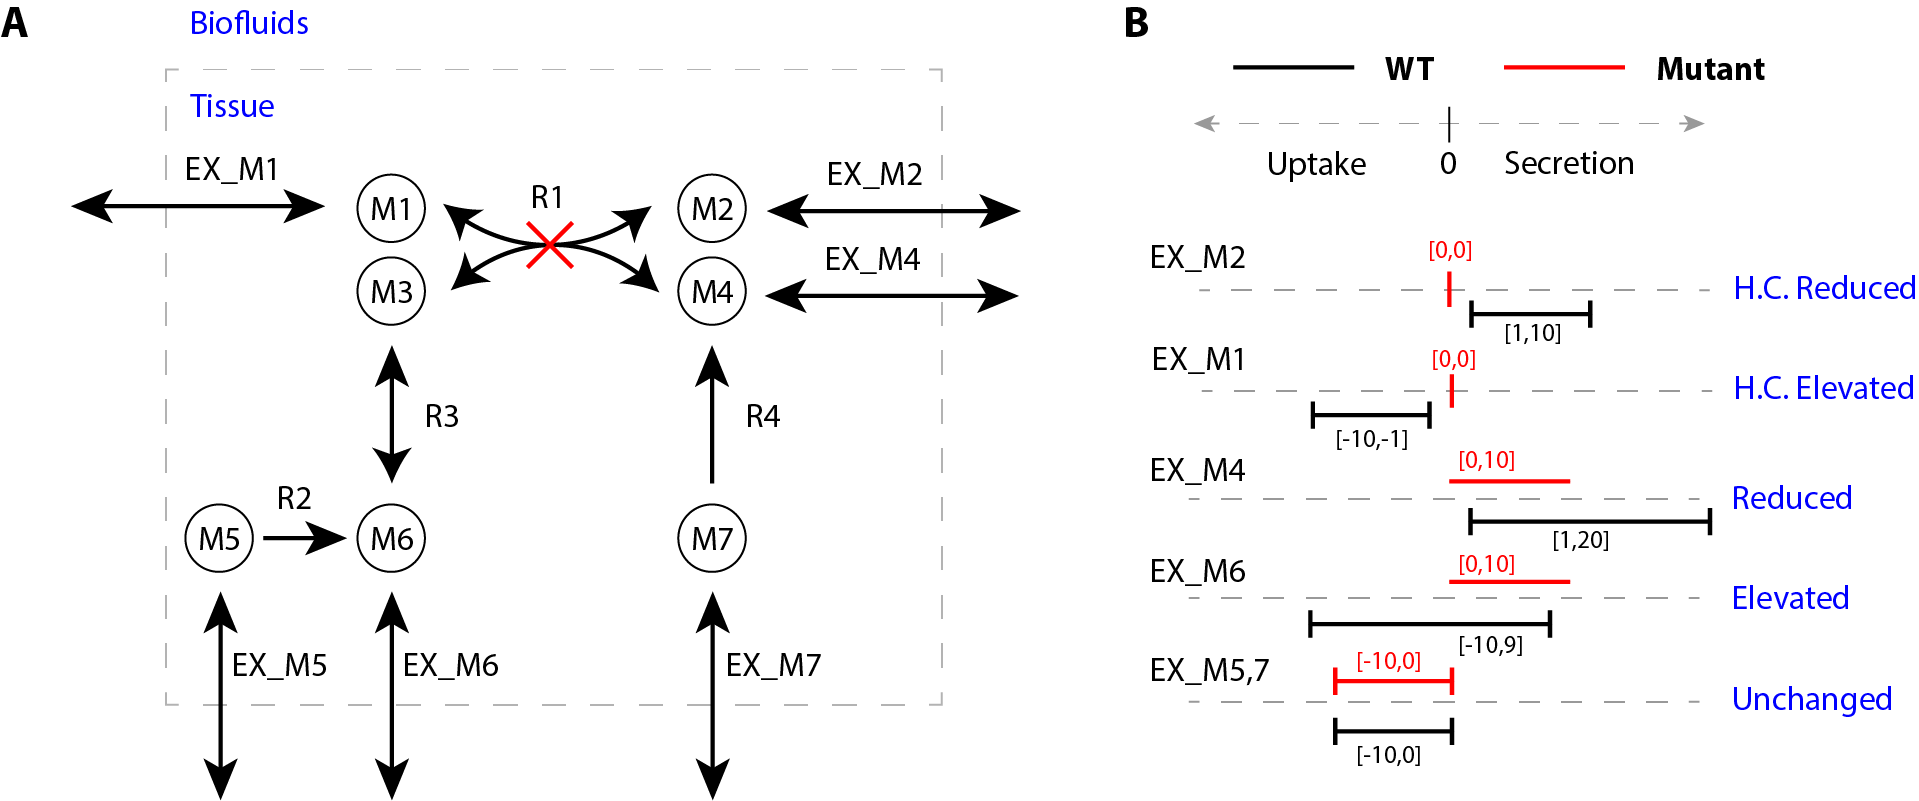 A
Biofluids
Tissue
EX_M1
M1
R1
M2
EX_M2
M3
M4
EX_M4
R3
R4
M5
R2
M6
M7
EX_M5
EX_M6
EX_M7
B
WT
Mutant
Uptake
0
Secretion
EX_M2
[0,0]
[1,10]
H.C. Reduced
EX_M1
[0,0]
[-10,-1]
H.C. Elevated
EX_M4
[0,10]
[1,20]
Reduced
EX_M6
[0,10]
[-10,9]
Elevated
EX_M5,7
[-10,0]
[-10,0]
Unchanged